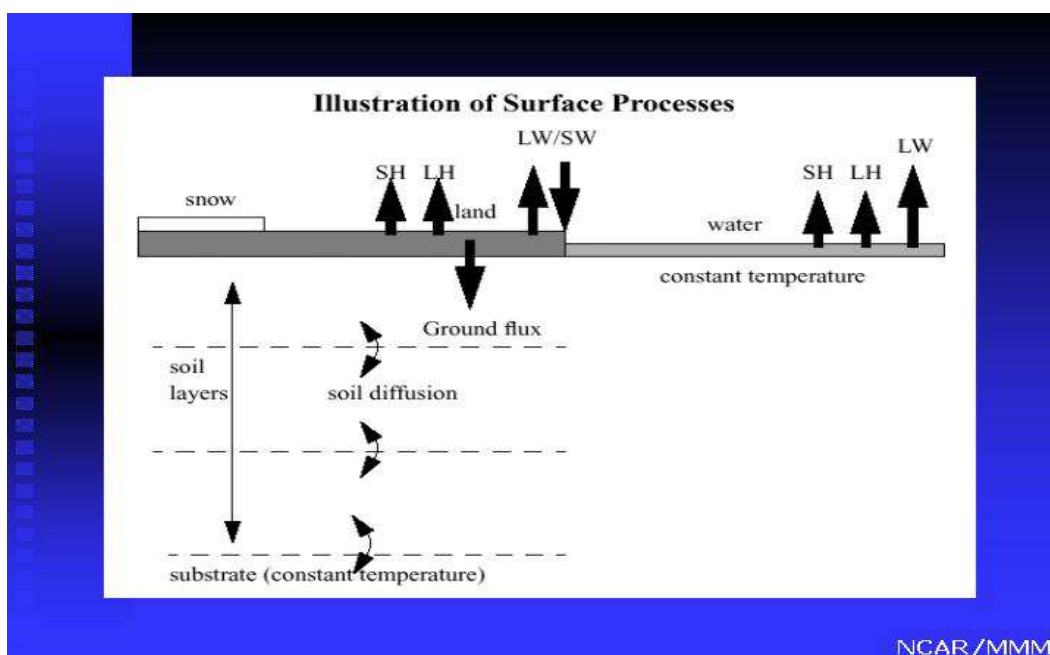 Illustration of Surface Processes
LW/SW
LW
SH LH
SH LH
snow
land
water
constant temperature
Ground flux
soil
layers
soil diffusion
substrate (constant temperature)
NCAR/MMM